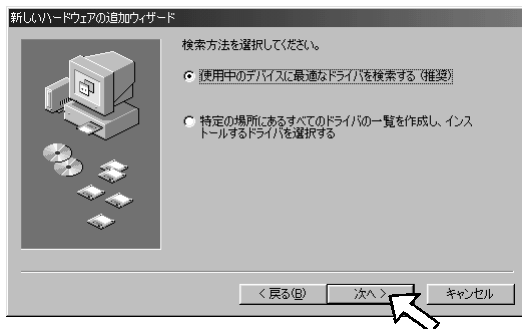 新しいハードウェアの追加ウィザード
検索方法を選択してください。
使用中のデバイスに最適なドライバを検索する（推奨）
特定の場所にあるすべてのドライバの一覧を作成し、インス
トールするドライバを選択する
< 戻る(B)
次へ >
キャンセル